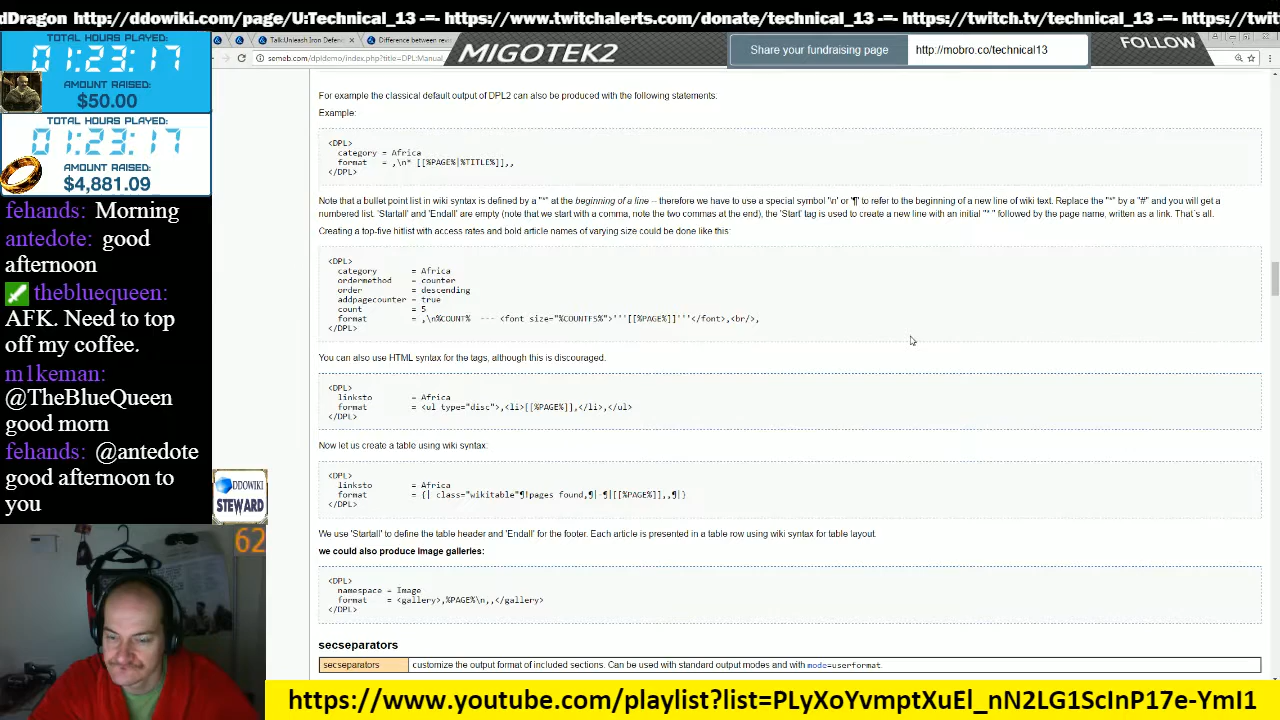 dDragon http://ddowiki.com/page/U:Technical_13 -=- https://www.twitchalerts.com/donate/technical_13 -=- https://twitch.tv/technical_13 -=- https://twit
TOTAL HOURS PLAYED:
01:23:17
AMOUNT RAISED:
$50.00
TOTAL HOURS PLAYED:
01:23:17
AMOUNT RAISED:
$4,881.09
fehands: Morning
antedote: good
afternoon
thebluequeen:
AFK. Need to top
off my coffee.
m1keman:
@TheBlueQueen
good morn
fehands: @antedote
good afternoon to
you
DDOWIKI
STEWARD
62
Talk:Unleash Iron Defende
Difference between rev
semeb.com/dpldemo/index.php?title=DPL:Manual
MIGOTEK2
Share your fundraising page
http://mobro.co/technical13
FOLLOW
For example the classical default output of DPL2 can also be produced with the following statements:
Example:
<DPL>
category = Africa
format = ,\n* [[%PAGE%|%TITLE%]],,
</DPL>
Note that a bullet point list in wiki syntax is defined by a "*" at the beginning of a line – therefore we have to use a special symbol '\n' or '¶' to refer to the beginning of a new line of wiki text. Replace the "*" by a "#" and you will get a
numbered list. 'Startall' and 'Endall' are empty (note that we start with a comma, note the two commas at the end), the 'Start' tag is used to create a new line with an initial "* " followed by the page name, written as a link. That`s all.
Creating a top-five hitlist with access rates and bold article names of varying size could be done like this:
<DPL>
category = Africa
ordermethod = counter
order = descending
addpagecounter = true
count = 5
format = ,\n%COUNT% --- <font size="%COUNTFS%">'''[[%PAGE%]]'''</font>,<br/>,
</DPL>
You can also use HTML syntax for the tags, although this is discouraged.
<DPL>
linksto = Africa
format = <ul type="disc">,<li>[[%PAGE%]],</li>,</ul>
</DPL>
Now let us create a table using wiki syntax:
<DPL>
linksto = Africa
format = {| class="wikitable"¶!pages found,¶|-¶|[[%PAGE%]],,¶|}
</DPL>
We use 'Startall' to define the table header and 'Endall' for the footer. Each article is presented in a table row using wiki syntax for table layout.
we could also produce image galleries:
<DPL>
namespace = Image
format = <gallery>,%PAGE%\n,,</gallery>
</DPL>
secseparators
secseparators customize the output format of included sections. Can be used with standard output modes and with mode=userformat.
https://www.youtube.com/playlist?list=PLyXoYvmptXuEl_nN2LG1ScInP17e-YmI1